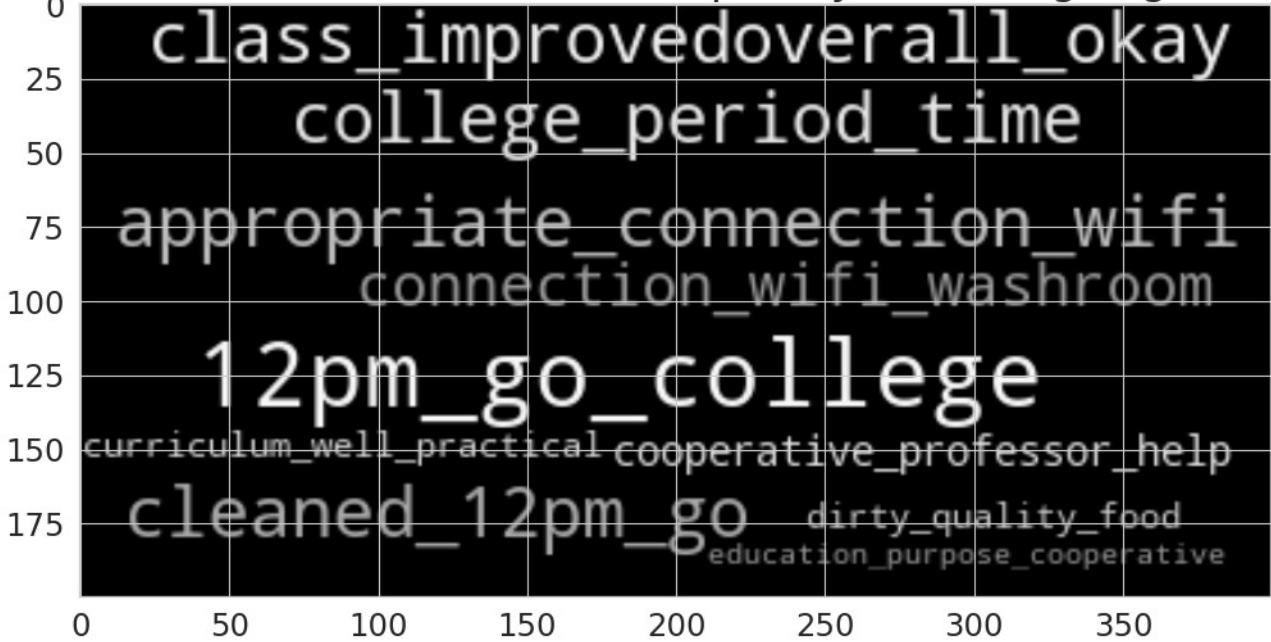 0
class_improvedoverall_okay
25
college_period_time
50
appropriate_connection_wifi
75
connection_wifi_washroom
100
12pm_go_college
125
curriculum_well_practical cooperative_professor_help
150
cleaned_12pm_go dirty_quality_food
175
education_purpose_cooperative
0 50 100 150 200 250 300 350